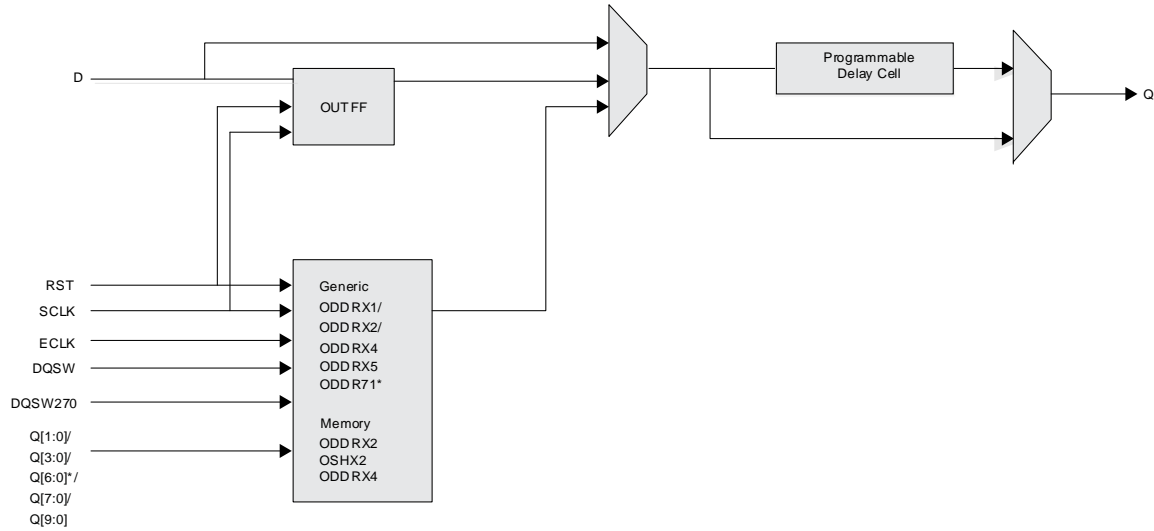 D
OUTFF
Programmable
Delay Cell
Q
RST
SCLK
ECLK
DQSW
DQSW270
Q[1:0]/
Q[3:0]/
Q[6:0]*/
Q[7:0]/
Q[9:0]
Generic
ODDRX1/
ODDRX2/
ODDRX4
ODDRX5
ODDR71*
Memory
ODDRX2
OSHX2
ODDRX4